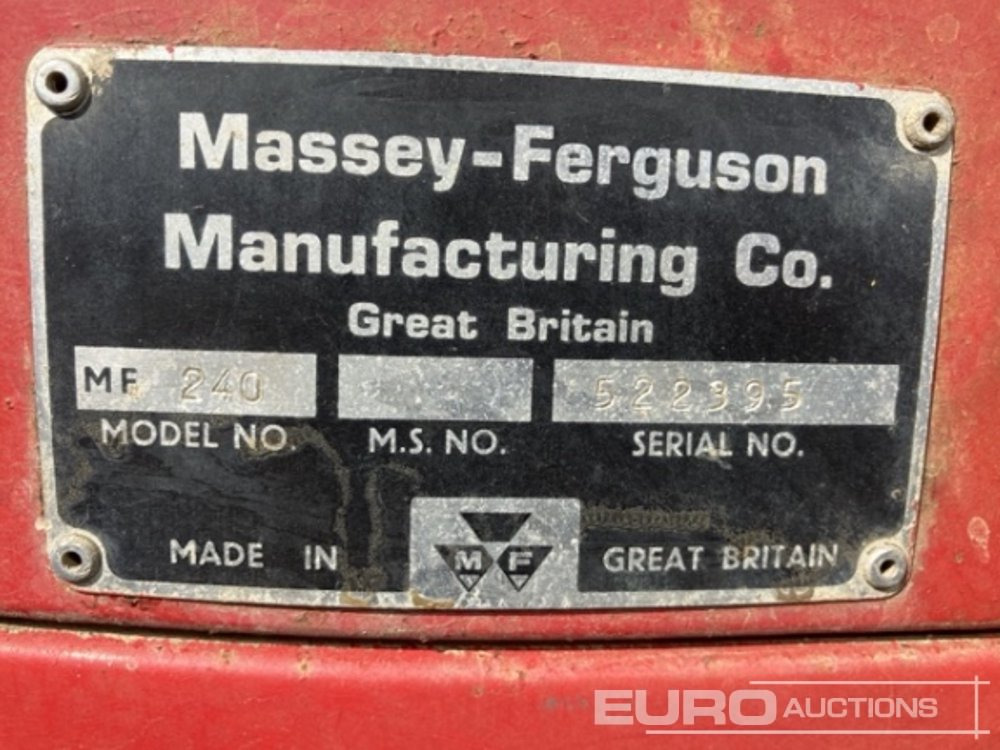 Massey-Ferguson
Manufacturing Co.
Great Britain
MF 240 522395
MODEL NO. M.S. NO. SERIAL NO.
MADE IN MF GREAT BRITAIN
EURO AUCTIONS